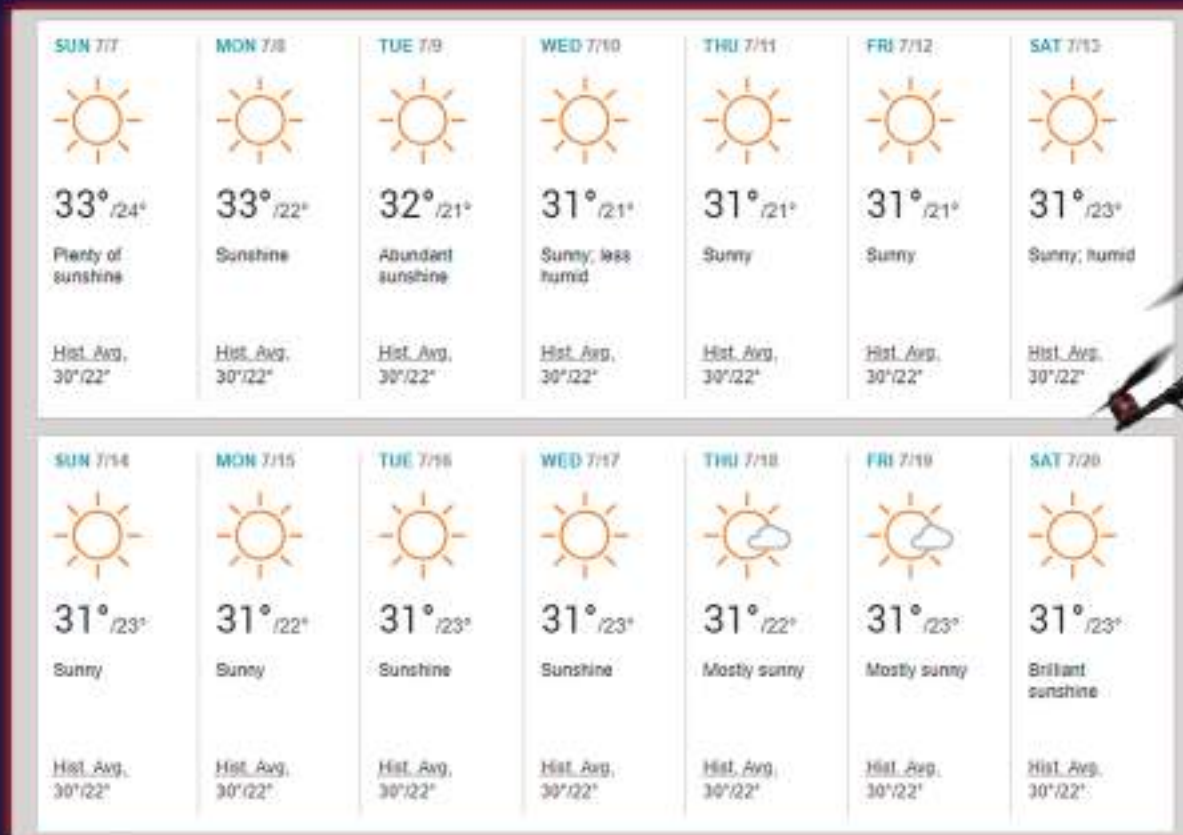 SUN 7/7 MON 7/8 TUE 7/9 WED 7/10 THU 7/11 FRI 7/12 SAT 7/13
33°/24° 33°/22° 32°/21° 31°/21° 31°/21° 31°/21° 31°/23°
Plenty of Sunshine Abundant Sunny; less Sunny Sunny Sunny; humid
sunshine sunshine humid
Hist. Avg. Hist. Avg. Hist. Avg. Hist. Avg. Hist. Avg. Hist. Avg. Hist. Avg.
30°/22° 30°/22° 30°/22° 30°/22° 30°/22° 30°/22° 30°/22°
SUN 7/14 MON 7/15 TUE 7/16 WED 7/17 THU 7/18 FRI 7/19 SAT 7/20
31°/23° 31°/22° 31°/23° 31°/23° 31°/22° 31°/23° 31°/23°
Sunny Sunny Sunshine Sunshine Mostly sunny Mostly sunny Brilliant
sunshine
Hist. Avg. Hist. Avg. Hist. Avg. Hist. Avg. Hist. Avg. Hist. Avg. Hist. Avg.
30°/22° 30°/22° 30°/22° 30°/22° 30°/22° 30°/22° 30°/22°